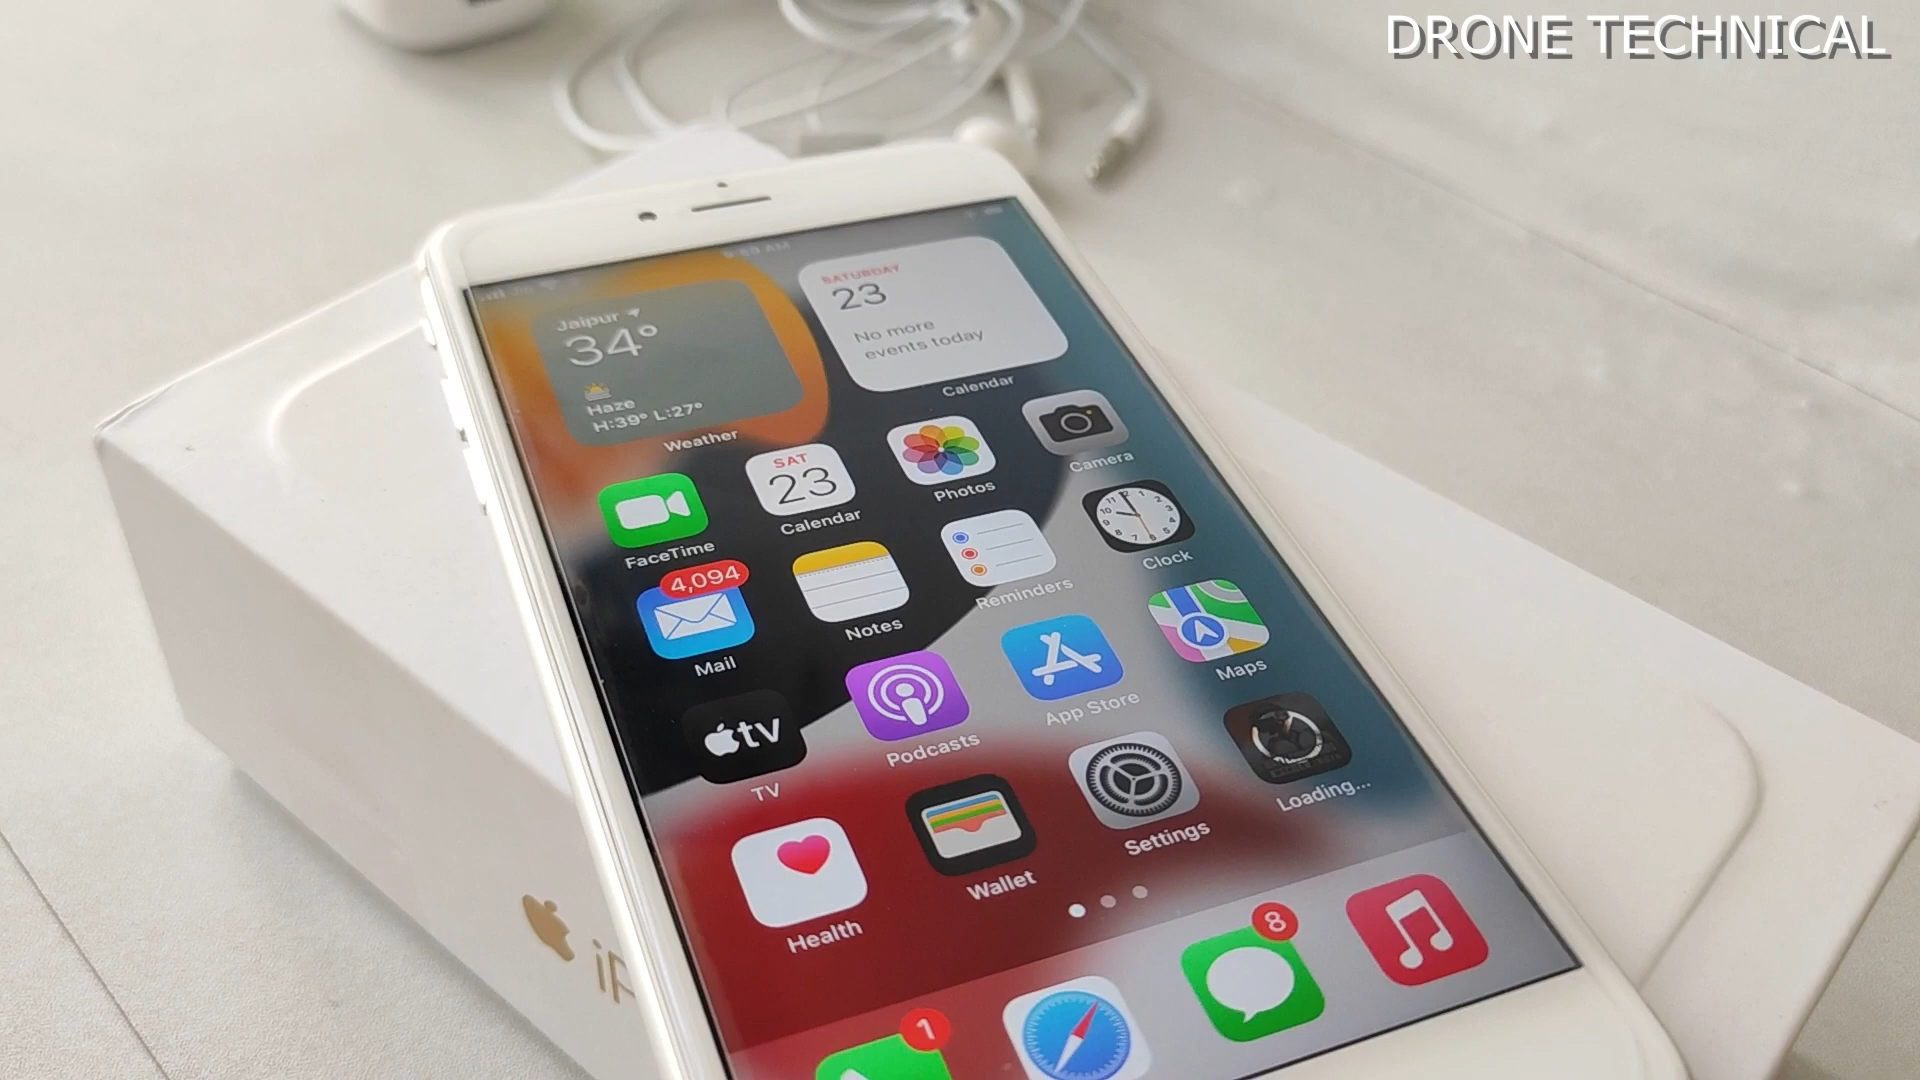 DRONE TECHNICAL
Jaipur
34°
Haze
H:39° L:27°
Weather
SATURDAY
23
No more
events today
Calendar
FaceTime
SAT
23
Calendar
Photos
Camera
4,094
Mail
Notes
Reminders
Clock
tv
TV
Podcasts
App Store
Maps
Health
Wallet
Settings
Loading...
1
8
iP